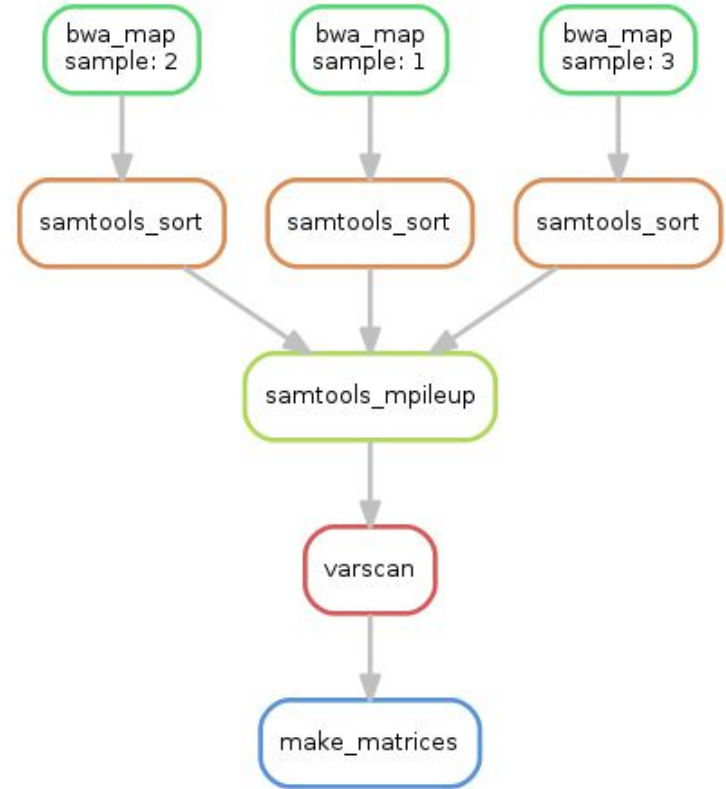 bwa_map
sample: 2
bwa_map
sample: 1
bwa_map
sample: 3
samtools_sort
samtools_sort
samtools_sort
samtools_mpileup
varscan
make_matrices